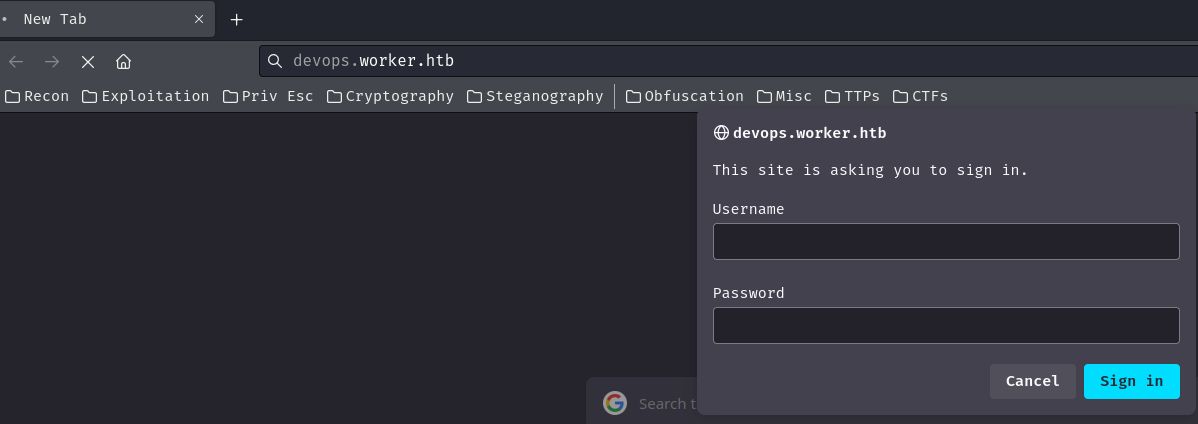 New Tab
devops.worker.htb
Recon Exploitation Priv Esc Cryptography Steganography Obfuscation Misc TTPs CTFs
devops.worker.htb
This site is asking you to sign in.
Username
Password
Cancel Sign in
Search t